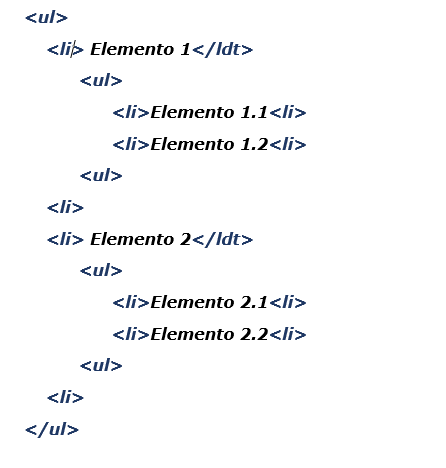 <ul>
<li> Elemento 1</ldt>
<ul>
<li>Elemento 1.1<li>
<li>Elemento 1.2<li>
<ul>
<li>
<li> Elemento 2</ldt>
<ul>
<li>Elemento 2.1<li>
<li>Elemento 2.2<li>
<ul>
<li>
</ul>